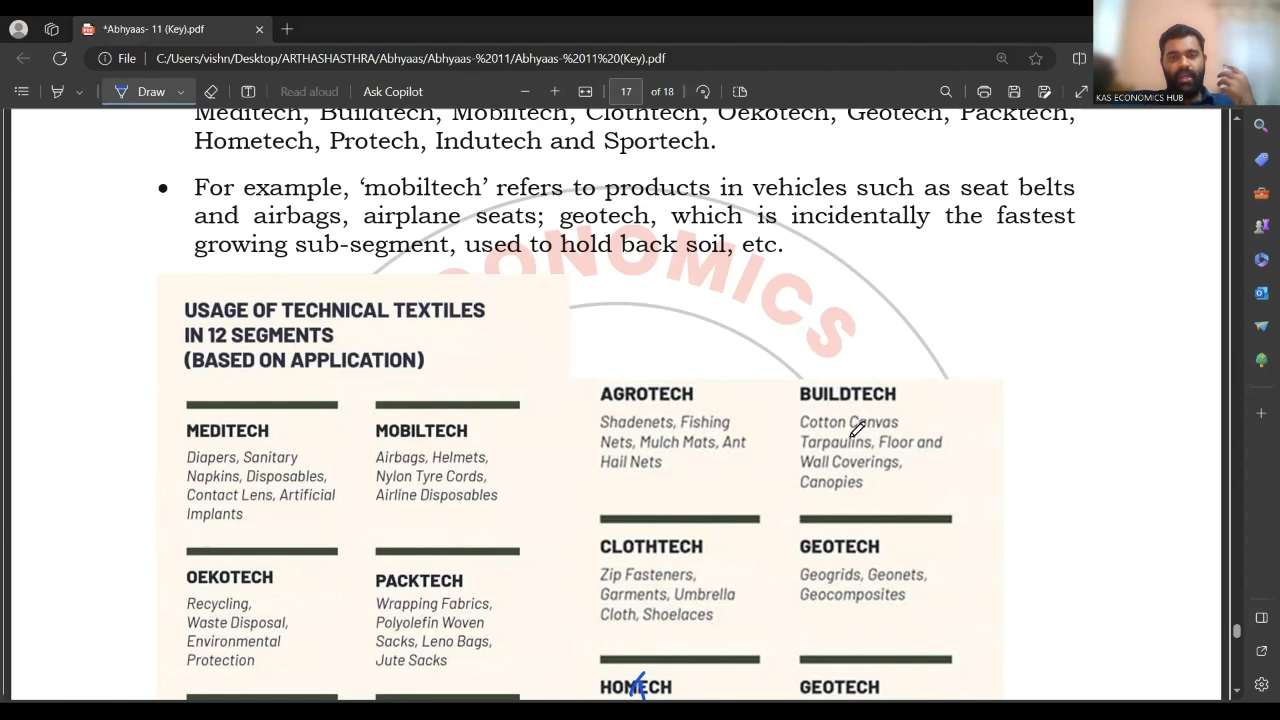 *Abhyaas- 11 (Key).pdf
File
C:/Users/vishn/Desktop/ARTHASHASTHRA/Abhyaas/Abhyaas-%2011/Abhyaas-%2011%20(Key).pdf
Draw
Read aloud
Ask Copilot
17 of 18
KAS ECONOMICS HUB
Meditech, Buildtech, Mobiltech, Clothtech, Oekotech, Geotech, Packtech,
Hometech, Protech, Indutech and Sportech.
• For example, ‘mobiltech’ refers to products in vehicles such as seat belts
and airbags, airplane seats; geotech, which is incidentally the fastest
growing sub-segment, used to hold back soil, etc.
ECONOMICS
USAGE OF TECHNICAL TEXTILES
IN 12 SEGMENTS
(BASED ON APPLICATION)
MEDITECH
Diapers, Sanitary
Napkins, Disposables,
Contact Lens, Artificial
Implants
MOBILTECH
Airbags, Helmets,
Nylon Tyre Cords,
Airline Disposables
OEKOTECH
Recycling,
Waste Disposal,
Environmental
Protection
PACKTECH
Wrapping Fabrics,
Polyolefin Woven
Sacks, Leno Bags,
Jute Sacks
AGROTECH
Shadenets, Fishing
Nets, Mulch Mats, Ant
Hail Nets
BUILDTECH
Cotton Canvas
Tarpaulins, Floor and
Wall Coverings,
Canopies
CLOTHTECH
Zip Fasteners,
Garments, Umbrella
Cloth, Shoelaces
GEOTECH
Geogrids, Geonets,
Geocomposites
HOMECH
GEOTECH